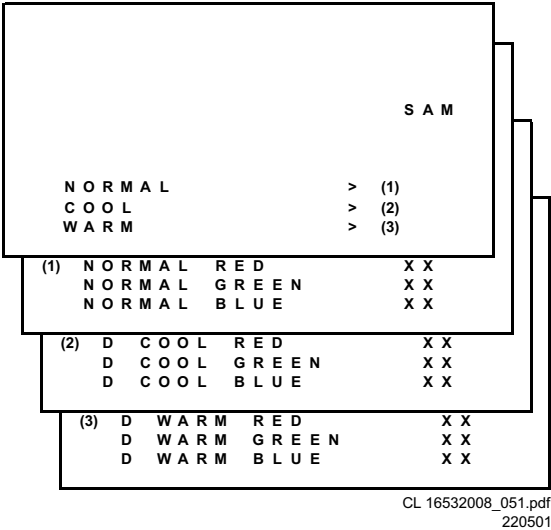 SAM
NORMAL > (1)
COOL > (2)
WARM > (3)
(1) NORMAL RED XX
NORMAL GREEN XX
NORMAL BLUE XX
(2) D COOL RED XX
D COOL GREEN XX
D COOL BLUE XX
(3) D WARM RED XX
D WARM GREEN XX
D WARM BLUE XX
CL 16532008_051.pdf
220501